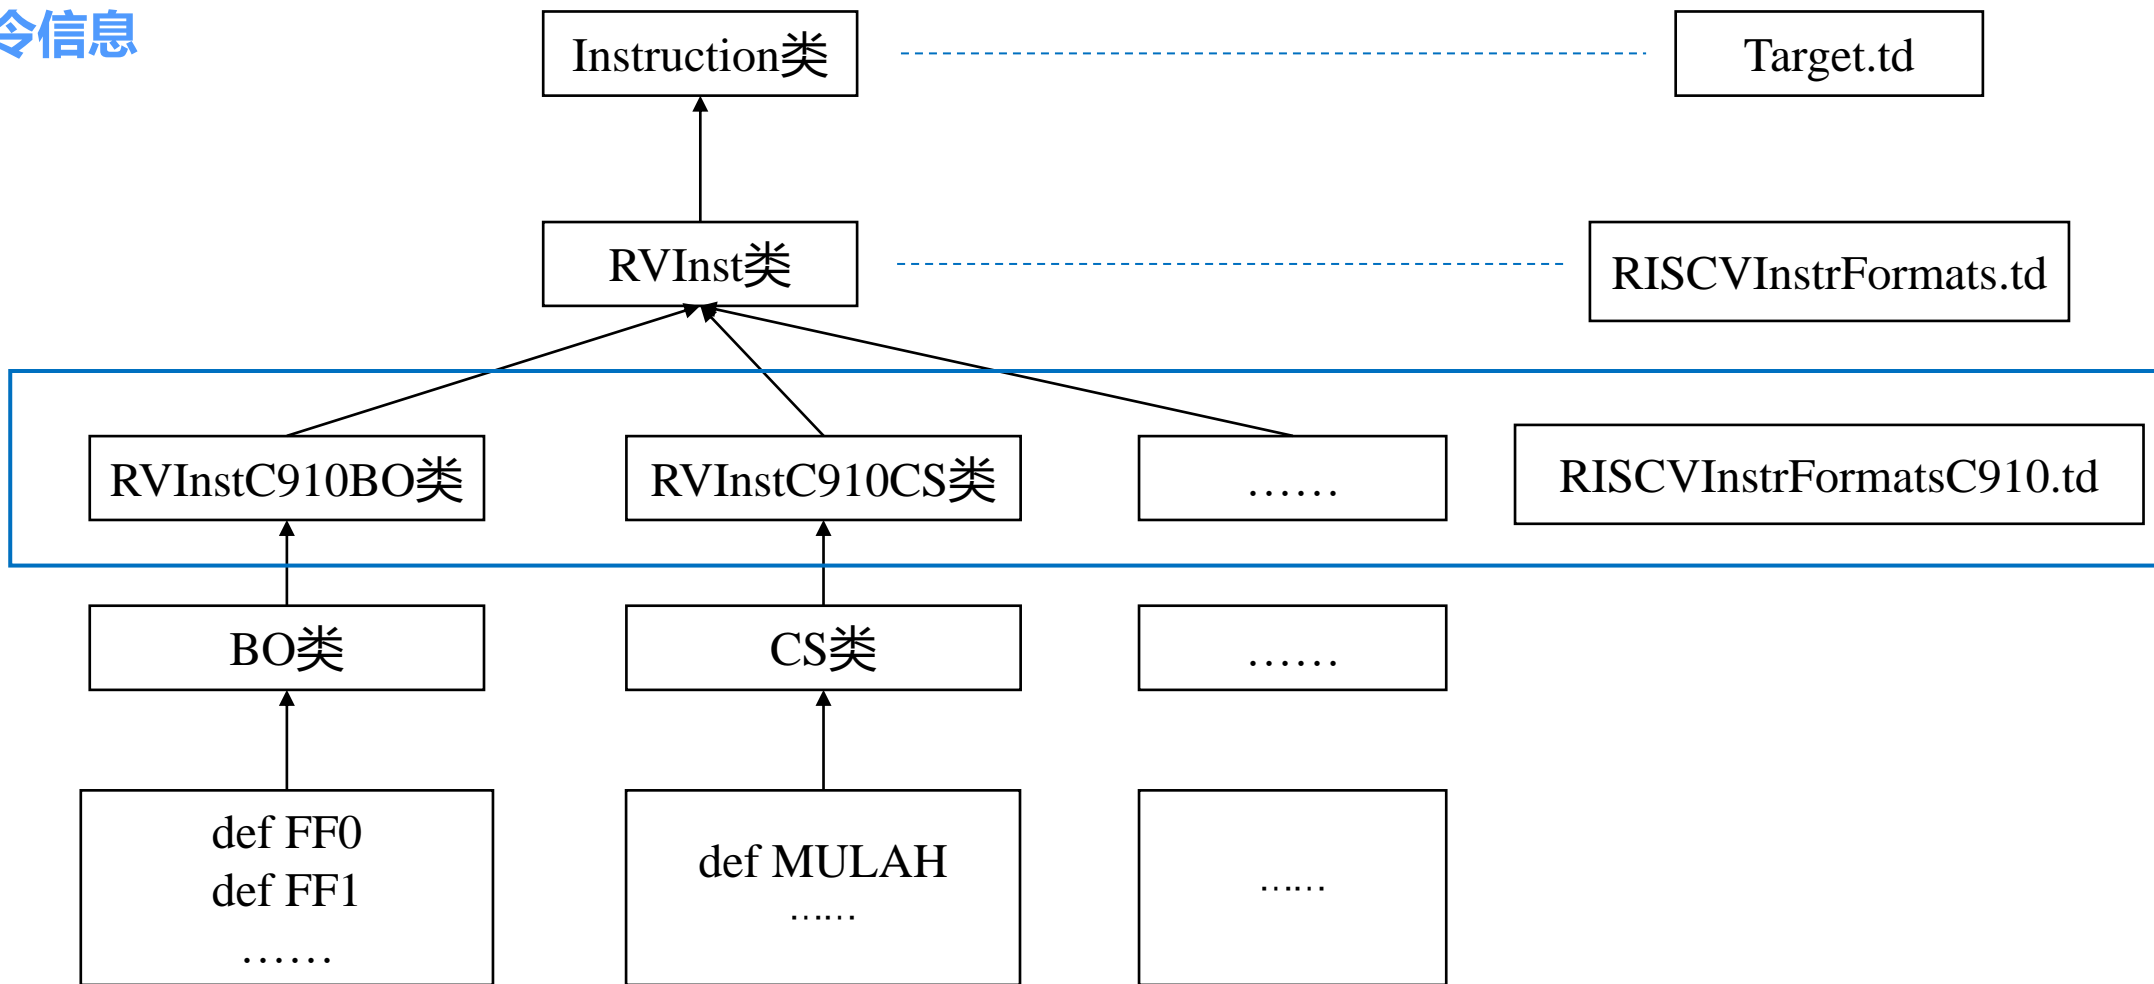 令信息
Instruction类
Target.td
RVInst类
RISCVInstrFormats.td
RVInstC910BO类
RVInstC910CS类
……
RISCVInstrFormatsC910.td
BO类
CS类
……
def FF0
def FF1
……
def MULAH
……
……